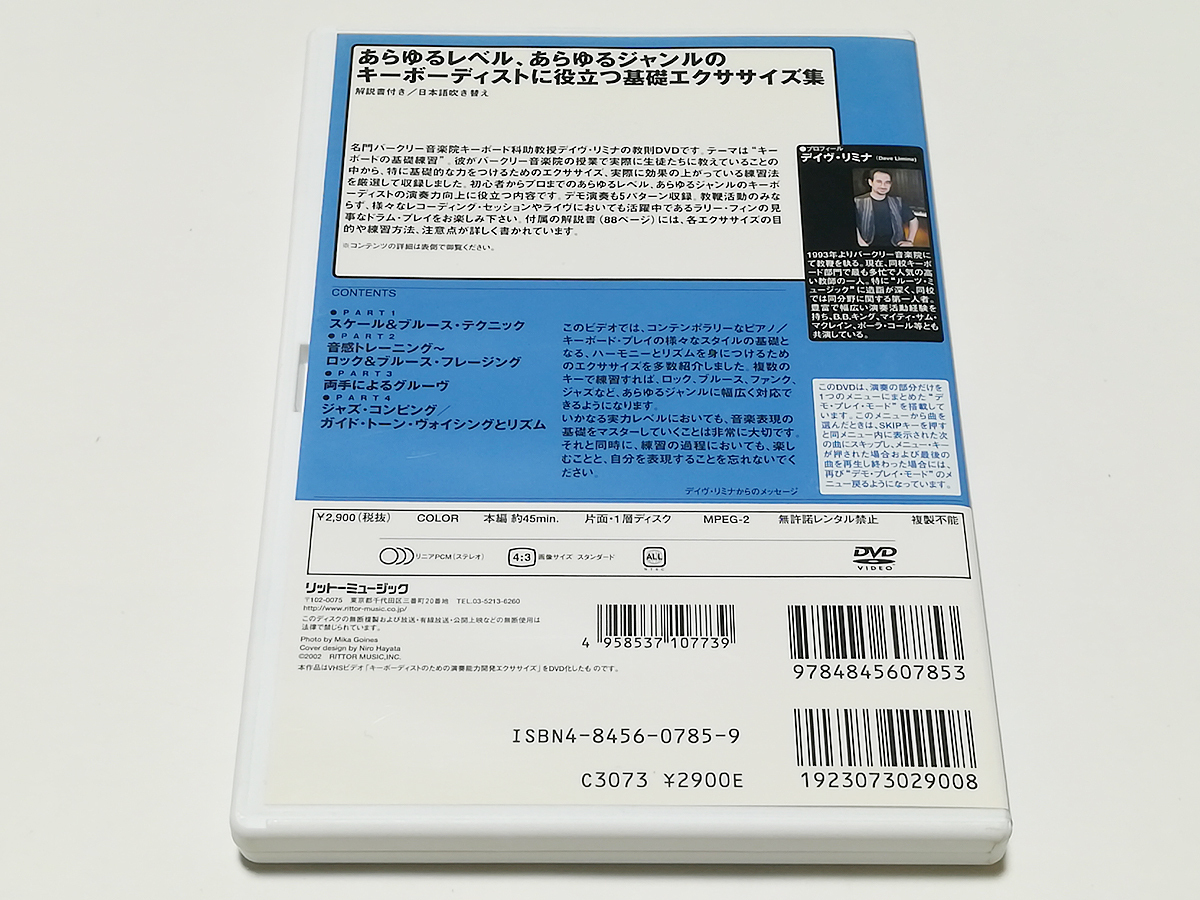 あらゆるレベル、あらゆるジャンルの
キーボーディストに役立つ基礎エクササイズ集
解説書付き／日本語吹き替え
名門バークリー音楽院キーボード科助教授デイヴ・リミナの教則DVDです。テーマは“キー
ボードの基礎練習”。彼がバークリー音楽院の授業で実際に生徒たちに教えていることの
中から、特に基礎的な力をつけるためのエクササイズ、実際に効果の上がっている練習法
を厳選して収録しました。初心者からプロまでのあらゆるレベル、あらゆるジャンルのキーボ
ーディストの演奏力向上に役立つ内容です。デモ演奏も5パターン収録。教鞭活動のみな
らず、様々なレコーディング・セッションやライヴにおいても活躍中であるラリー・フィンの見
事なドラム・プレイをお楽しみ下さい。付属の解説書（88ページ）には、各エクササイズの目
的や練習方法、注意点が詳しく書かれています。
※コンテンツの詳細は表側で御覧ください。
●プロフィール
デイヴ・リミナ (Dave Limina)
1993年よりバークリー音楽院に
て教鞭を執る。現在、同校キーボ
ード部門で最も多忙で人気の高
い教師の一人。特に“ルーツ・ミ
ュージック”に造詣が深く、同校
では同分野に関する第一人者。
豊富で幅広い演奏活動経験を
持ち、B.B.キング、マイティ・サム・
マクレイン、ポーラ・コール等とも
共演している。
CONTENTS
●PART1
スケール&ブルース・テクニック
●PART2
音感トレーニング〜
ロック&ブルース・フレージング
●PART3
両手によるグルーヴ
●PART4
ジャズ・コンピング／
ガイド・トーン・ヴォイシングとリズム
このビデオでは、コンテンポラリーなピアノ／
キーボード・プレイの様々なスタイルの基礎と
なる、ハーモニーとリズムを身につけるため
のエクササイズを多数紹介しました。複数の
キーで練習すれば、ロック、ブルース、ファンク、
ジャズなど、あらゆるジャンルに幅広く対応で
きるようになります。
いかなる実力レベルにおいても、音楽表現の
基礎をマスターしていくことは非常に大切です。
それと同時に、練習の過程においても、楽し
むことと、自分を表現することを忘れないでく
ださい。
デイヴ・リミナからのメッセージ
このDVDは、演奏の部分だけを
1つのメニューにまとめた“デ
モ・プレイ・モード”を搭載して
います。このメニューから曲を
選んだときは、SKIPキーを押す
と同メニュー内に表示された次
の曲にスキップし、メニュー・キー
が押された場合および最後の
曲を再生し終わった場合には、
再び“デモ・プレイ・モード”のメ
ニュー戻るようになっています。
¥2,900（税抜） COLOR 本編 約45min. 片面・1層ディスク MPEG-2 無許諾レンタル禁止 複製不能
リニアPCM（ステレオ） 4:3 画像サイズ スタンダード ALL DVD VIDEO
リットーミュージック
〒102-0075 東京都千代田区三番町20番地 TEL.03-5213-6260
http://www.rittor-music.co.jp/
このディスクの無断複製および放送・有線放送・公開上映などの無断使用は
法律で禁じられています。
Photo by Mika Goines
Cover design by Niro Hayata
©2002 RITTOR MUSIC,INC.
本作品はVHSビデオ「キーボーディストのための演奏能力開発エクササイズ」をDVD化したものです。
4 958537 107739
9784845607853
ISBN4-8456-0785-9
C3073 ¥2900E
1923073029008